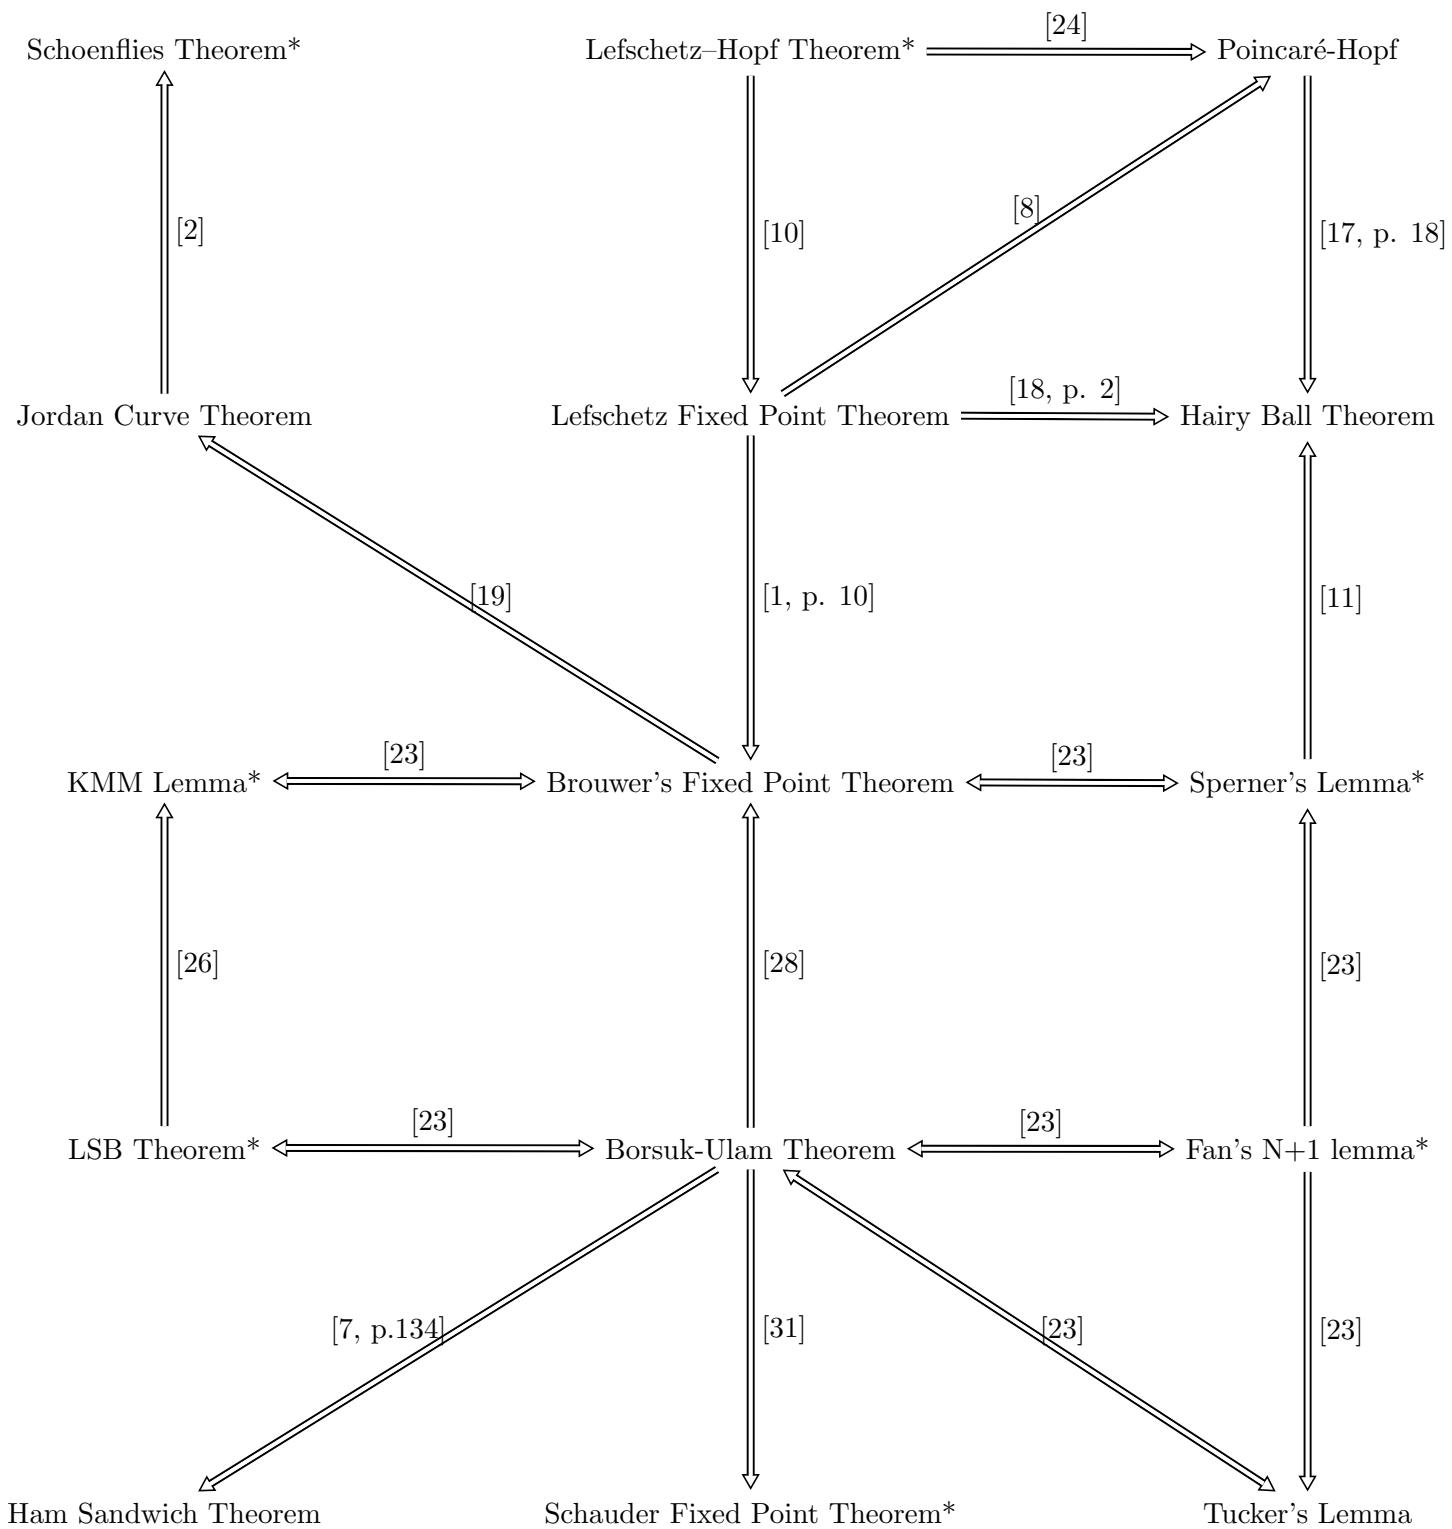 Schoenflies Theorem*
Lefschetz–Hopf Theorem*
[24]
Poincaré-Hopf
[2]
[10]
[8]
[17, p. 18]
Jordan Curve Theorem
Lefschetz Fixed Point Theorem
[18, p. 2]
Hairy Ball Theorem
[19]
[1, p. 10]
[11]
KMM Lemma*
[23]
Brouwer's Fixed Point Theorem
[23]
Sperner's Lemma*
[26]
[28]
[23]
LSB Theorem*
[23]
Borsuk-Ulam Theorem
[23]
Fan's N+1 lemma*
[7, p.134]
[31]
[23]
[23]
Ham Sandwich Theorem
Schauder Fixed Point Theorem*
Tucker's Lemma